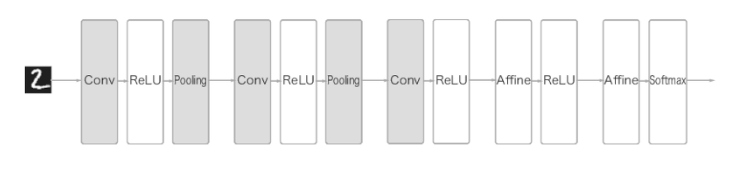 2
Conv ReLU Pooling Conv ReLU Pooling Conv ReLU Affine ReLU Affine Softmax